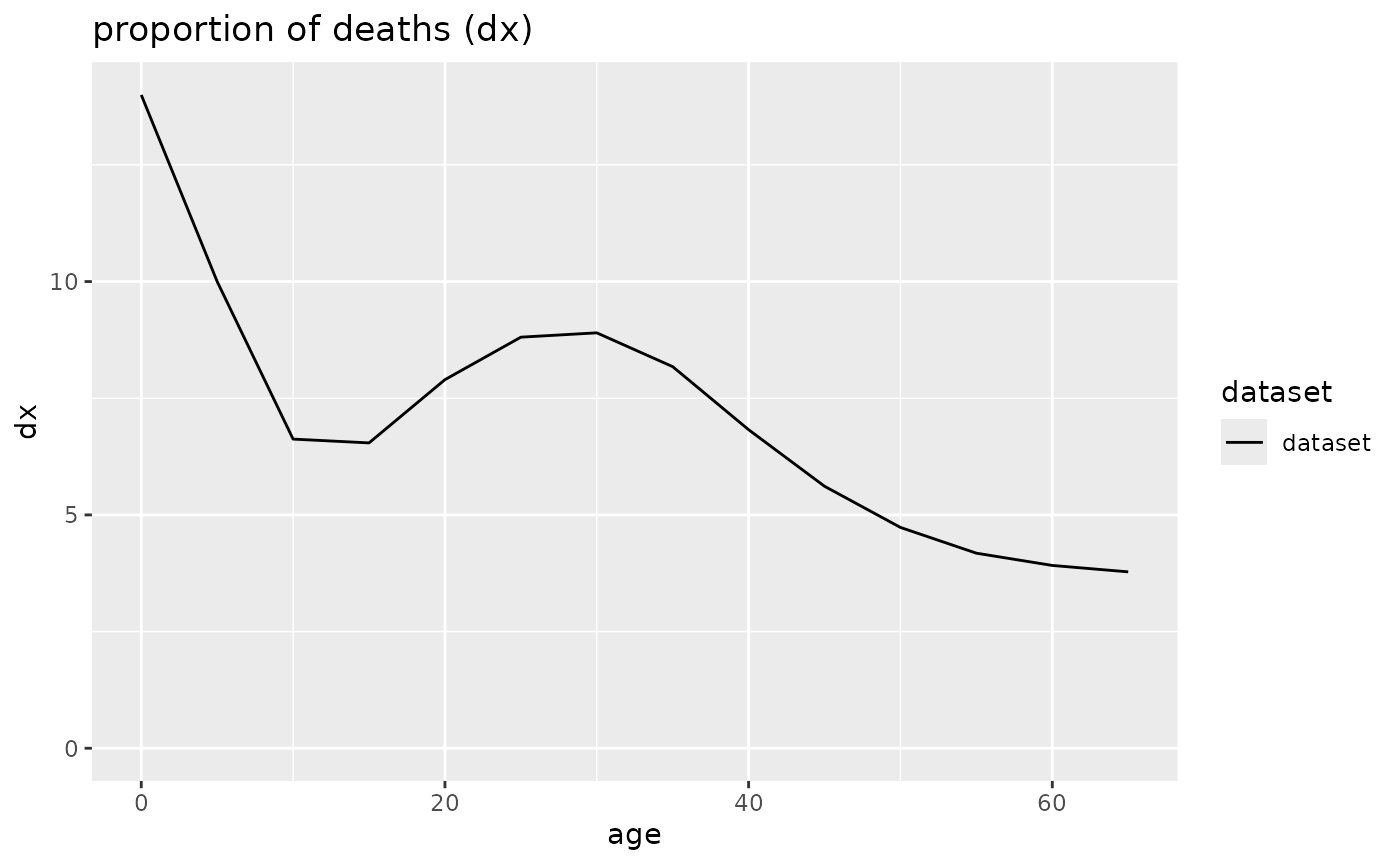 proportion of deaths (dx)
dx
10
5
0
0 20 40 60
age
dataset
dataset